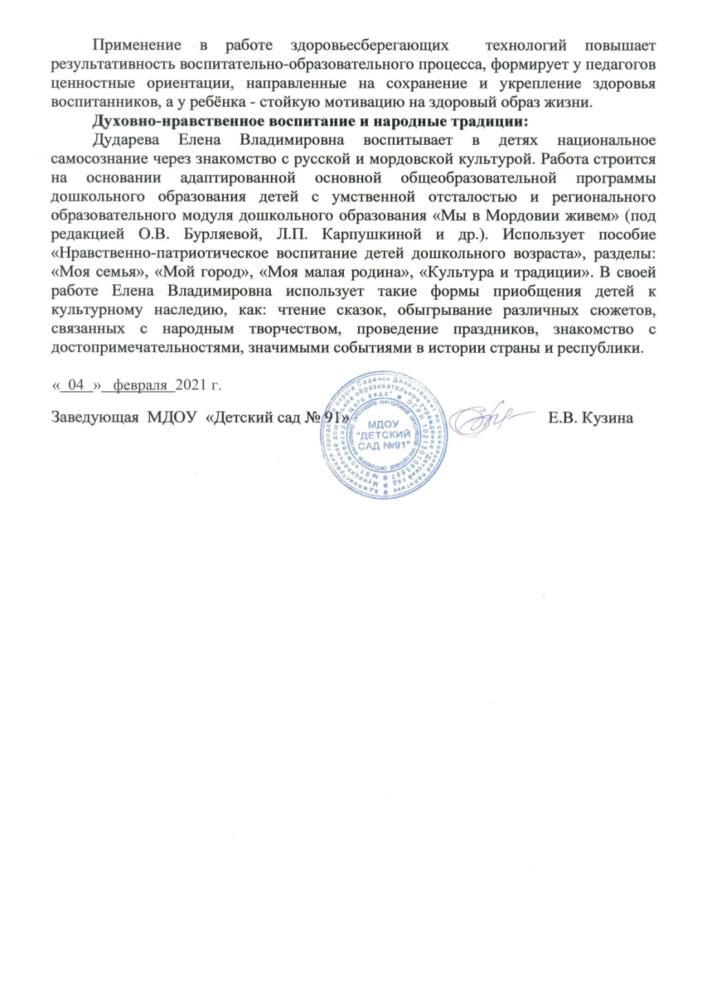 Применение в работе здоровьесберегающих технологий повышает
результативность воспитательно-образовательного процесса, формирует у педагогов
ценностные ориентации, направленные на сохранение и укрепление здоровья
воспитанников, а у ребёнка - стойкую мотивацию на здоровый образ жизни.
Духовно-нравственное воспитание и народные традиции:
Дударева Елена Владимировна воспитывает в детях национальное
самосознание через знакомство с русской и мордовской культурой. Работа строится
на основании адаптированной основной общеобразовательной программы
дошкольного образования детей с умственной отсталостью и регионального
образовательного модуля дошкольного образования «Мы в Мордовии живем» (под
редакцией О.В. Бурляевой, Л.П. Карпушкиной и др.). Использует пособие
«Нравственно-патриотическое воспитание детей дошкольного возраста», разделы:
«Моя семья», «Мой город», «Моя малая родина», «Культура и традиции». В своей
работе Елена Владимировна использует такие формы приобщения детей к
культурному наследию, как: чтение сказок, обыгрывание различных сюжетов,
связанных с народным творчеством, проведение праздников, знакомство с
достопримечательностями, значимыми событиями в истории страны и республики.
«_04_»_ февраля_2021 г.
Заведующая МДОУ «Детский сад № 91» Е.В. Кузина
МДОУ
"ДЕТСКИЙ
САД №91"